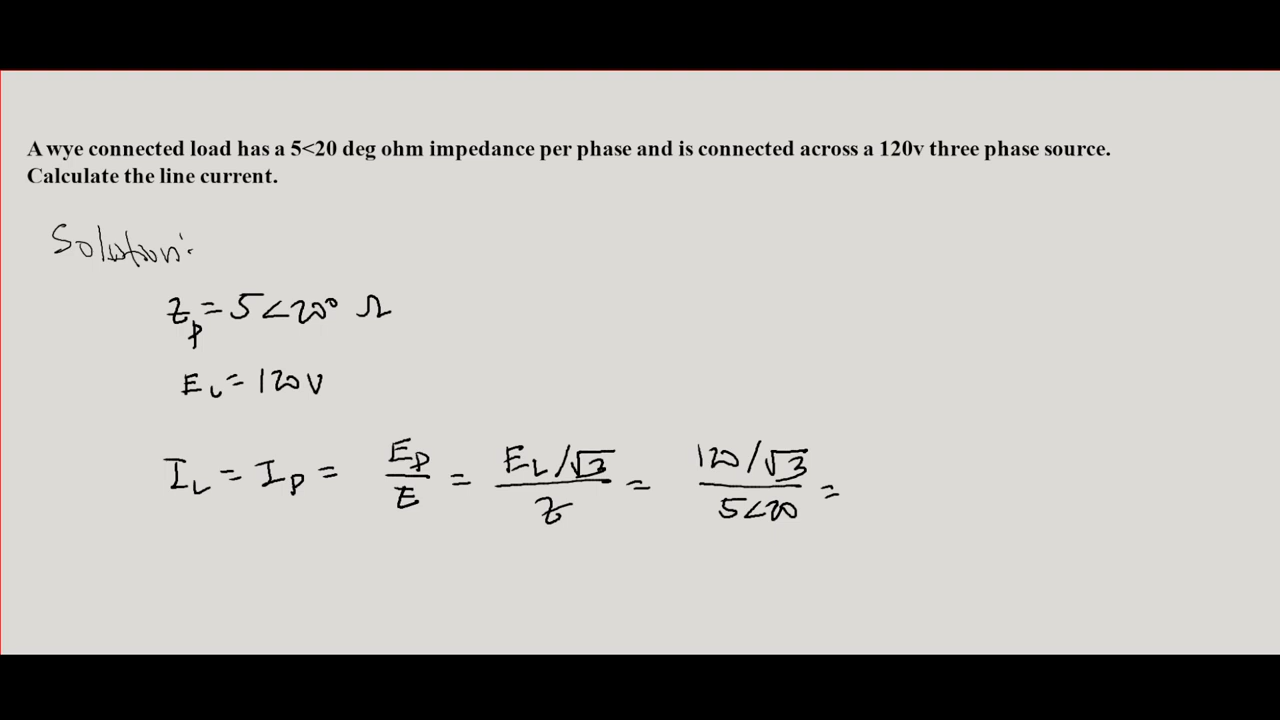 A wye connected load has a 5<20 deg ohm impedance per phase and is connected across a 120v three phase source.
Calculate the line current.
Solution:
Zp = 5<20° Ω
EL = 120V
IL = Ip = Ep/Z = EL/√3/Z = 120/√3/5<20 =